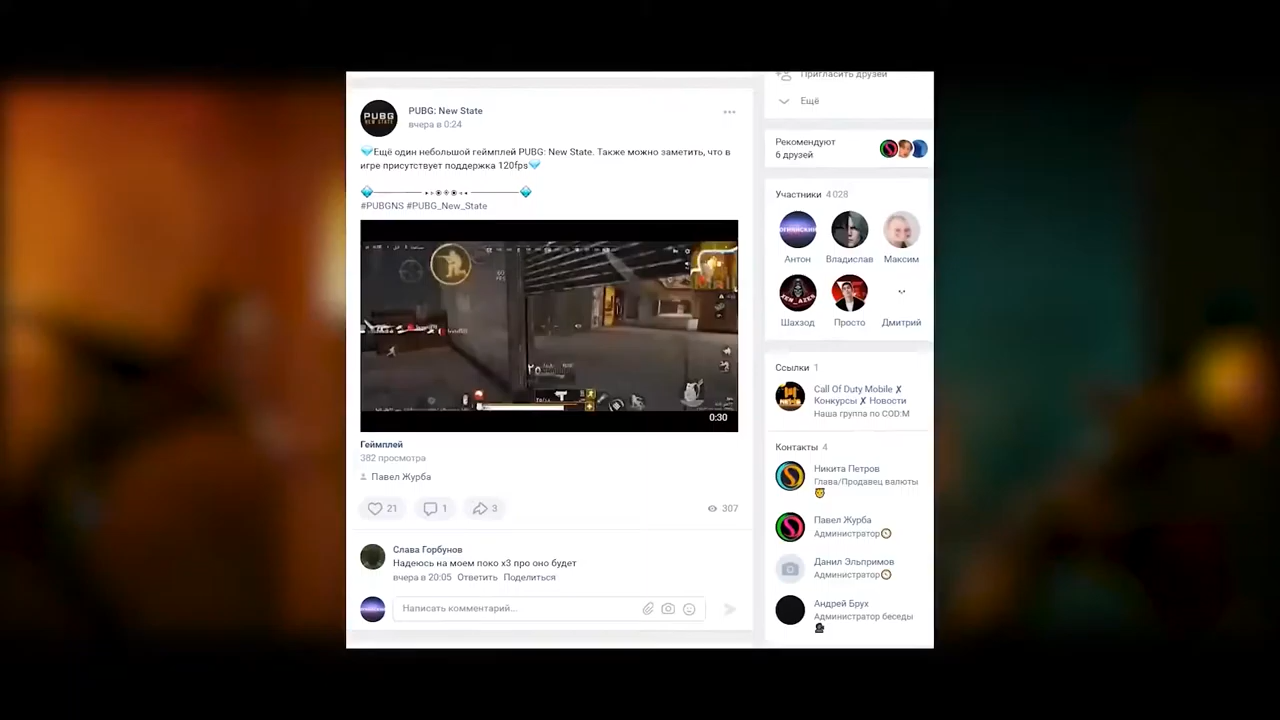 Пригласить друзей
Ещё
PUBG: New State
вчера в 0:24
Ещё один небольшой геймплей PUBG: New State. Также можно заметить, что в
игре присутствует поддержка 120fps
#PUBGNS #PUBG_New_State
0:30
Геймплей
382 просмотра
Павел Журба
21
1
3
307
Слава Горбунов
Надеюсь на моем поко х3 про оно будет
вчера в 20:05 Ответить Поделиться
Написать комментарий...
Рекомендуют
6 друзей
Участники 4 028
Антон
Владислав
Максим
Шахзод
Просто
Дмитрий
Ссылки 1
Call Of Duty Mobile ✗
Конкурсы ✗ Новости
Наша группа по COD:M
Контакты 4
Никита Петров
Глава/Продавец валюты
Павел Журба
Администратор
Данил Эльпримов
Администратор
Андрей Брух
Администратор беседы